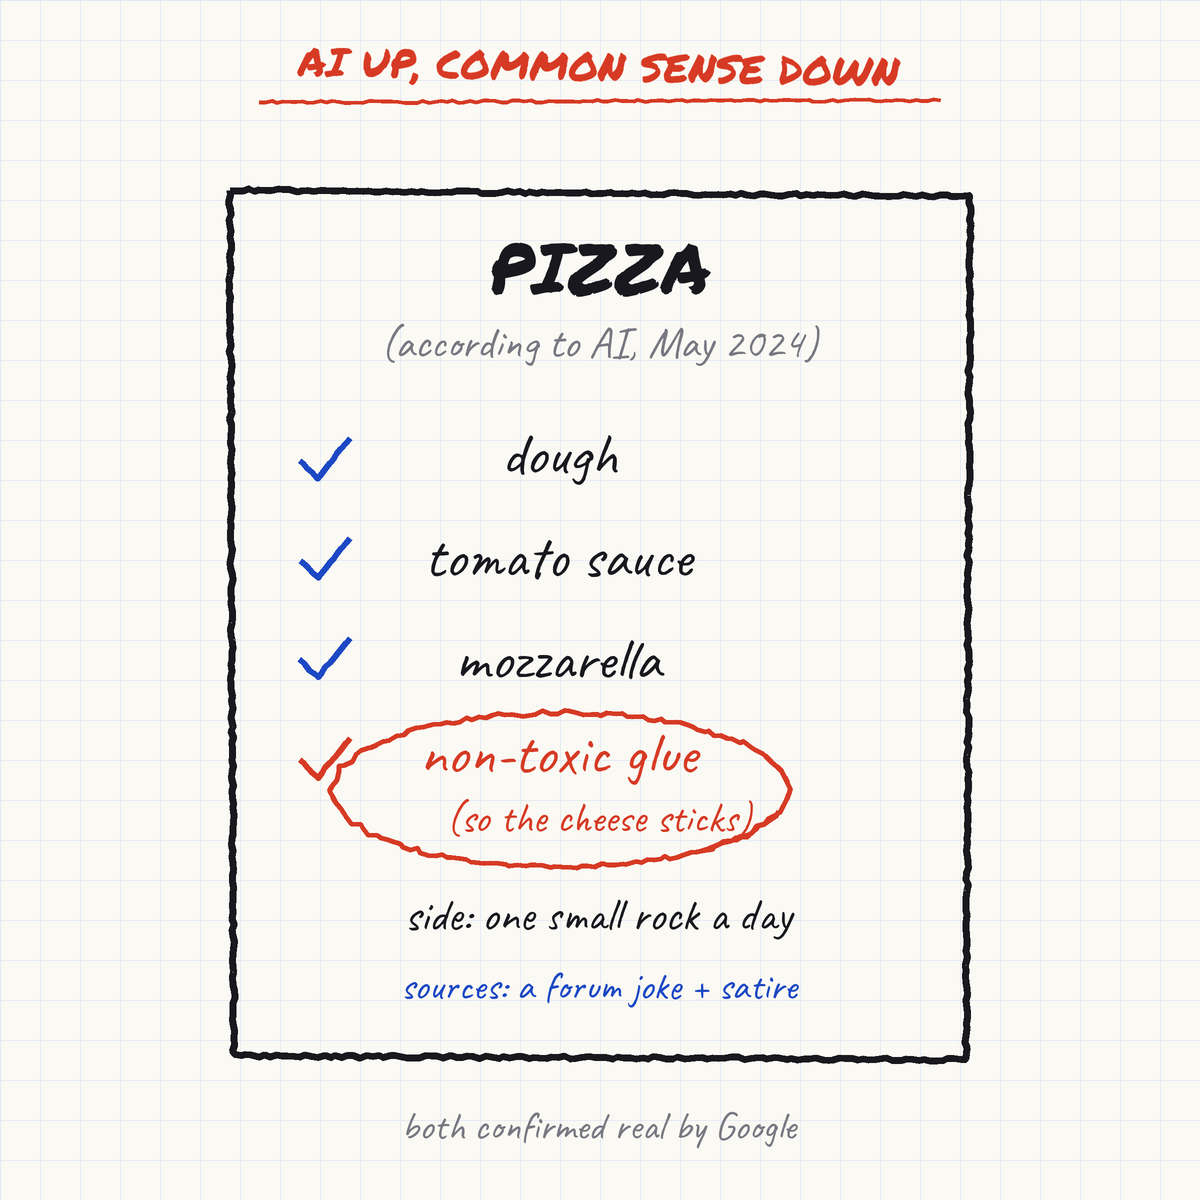 AI UP, COMMON SENSE DOWN
PIZZA
(according to AI, May 2024)
dough
tomato sauce
mozzarella
non-toxic glue
(so the cheese sticks)
side: one small rock a day
sources: a forum joke + satire
both confirmed real by Google